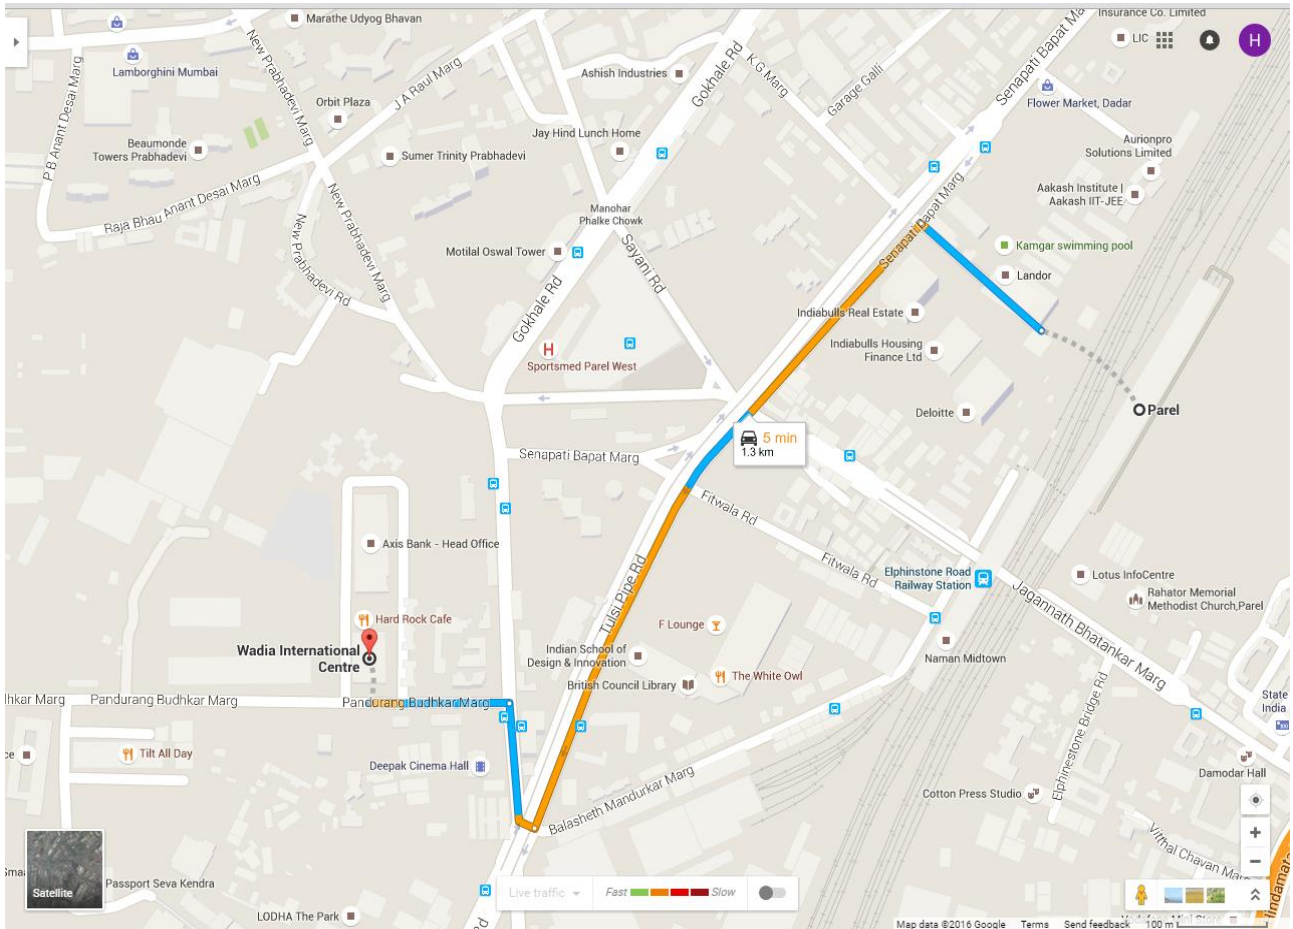 Marathe Udyog Bhavan
Insurance Co. Limited
LIC
H
Lamborghini Mumbai
New Prabhadevi Marg
J A Raul Marg
Ashish Industries
Gokhale Rd
K G Marg
Garage Galli
Senapati Bapat Ma
Flower Market, Dadar
P B Anant Desai Marg
Orbit Plaza
Beaumonde
Towers Prabhadevi
Sumer Trinity Prabhadevi
Jay Hind Lunch Home
Aurionpro
Solutions Limited
Aakash Institute |
Aakash IIT-JEE
Raja Bhau Anant Desai Marg
New Prabhadevi Marg
New Prabhadevi Rd
Manohar
Phalke Chowk
Motilal Oswal Tower
Sayani Rd
Senapati Bapat Marg
Kamgar swimming pool
Landor
Gokhale Rd
Indiabulls Real Estate
Indiabulls Housing
Finance Ltd
H
Sportsmed Parel West
Deloitte
Parel
5 min
1.3 km
Senapati Bapat Marg
Fitwala Rd
Axis Bank - Head Office
Fitwala Rd
Elphinstone Road
Railway Station
Lotus InfoCentre
Jagannath Bhatankar Marg
Rahator Memorial
Methodist Church,Parel
Hard Rock Cafe
Tulsi Pipe Rd
F Lounge
Wadia International
Centre
Indian School of
Design & Innovation
Naman Midtown
British Council Library
The White Owl
Elphinestone Bridge Rd
State
India
dhkar Marg
Pandurang Budhkar Marg
Pandurang Budhkar Marg
ce
Tilt All Day
Deepak Cinema Hall
Damodar Hall
Cotton Press Studio
Balasheth Mandurkar Marg
Vitthal Chavan Marg
Hindamata
Smaa
Satellite
Passport Seva Kendra
Live traffic
Fast
Slow
LODHA The Park
Rd
Map data ©2016 Google
Terms
Send feedback
100 m